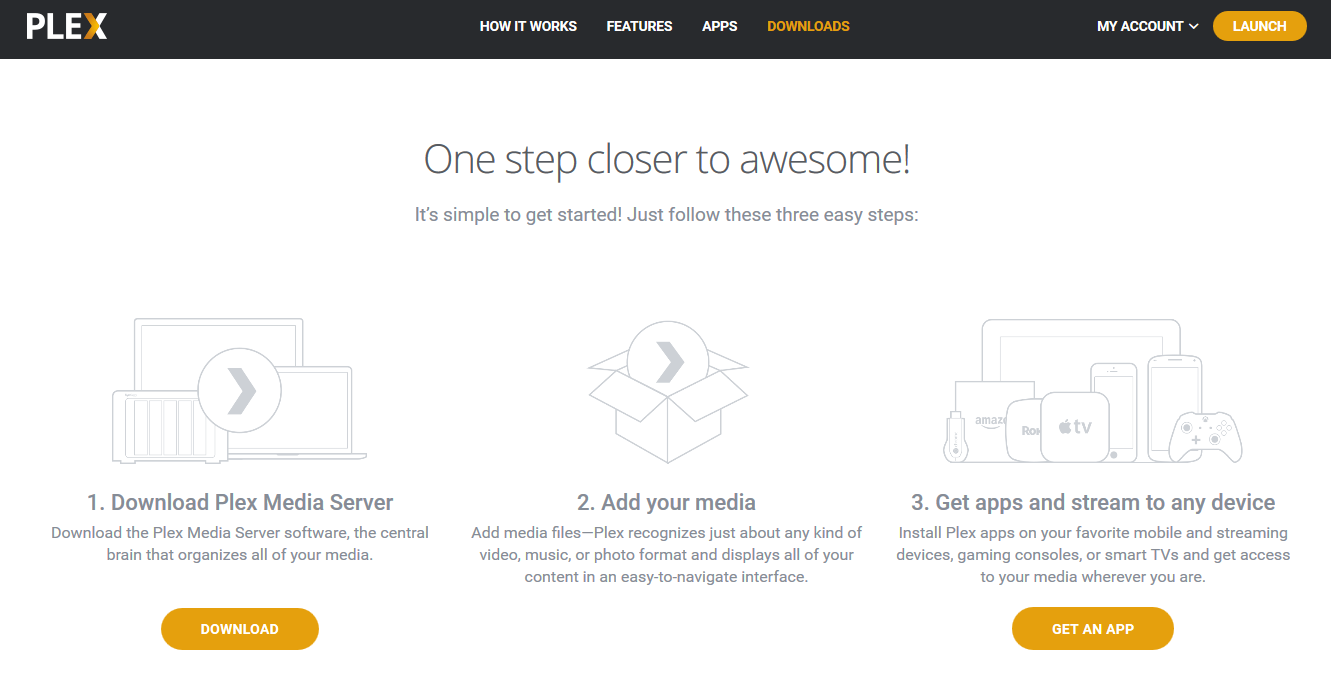 PLEX
HOW IT WORKS
FEATURES
APPS
DOWNLOADS
MY ACCOUNT
LAUNCH
One step closer to awesome!
It’s simple to get started! Just follow these three easy steps:
amazo
Rok
tv
1. Download Plex Media Server
Download the Plex Media Server software, the central
brain that organizes all of your media.
DOWNLOAD
2. Add your media
Add media files—Plex recognizes just about any kind of
video, music, or photo format and displays all of your
content in an easy-to-navigate interface.
3. Get apps and stream to any device
Install Plex apps on your favorite mobile and streaming
devices, gaming consoles, or smart TVs and get access
to your media wherever you are.
GET AN APP